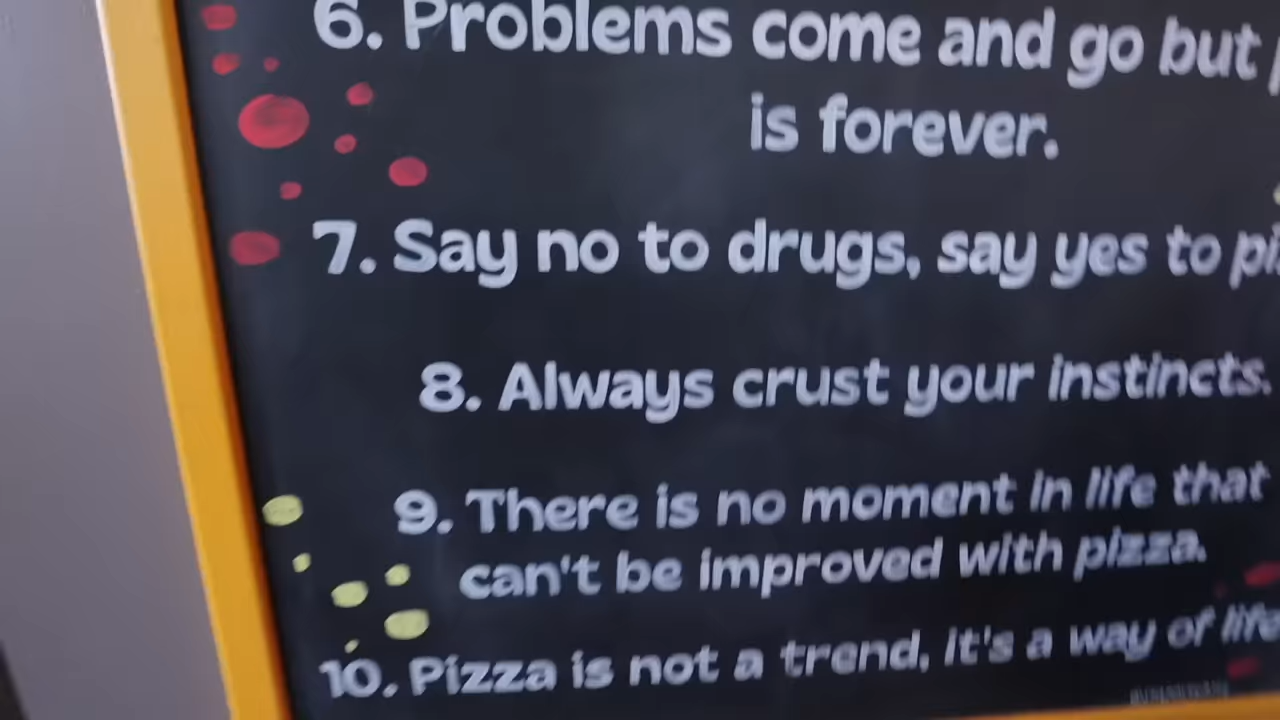 6. Problems come and go but
is forever.
7. Say no to drugs, say yes to
8. Always crust your instincts.
9. There is no moment in life that
can't be improved with pizza.
10. Pizza is not a trend, it's a way of life